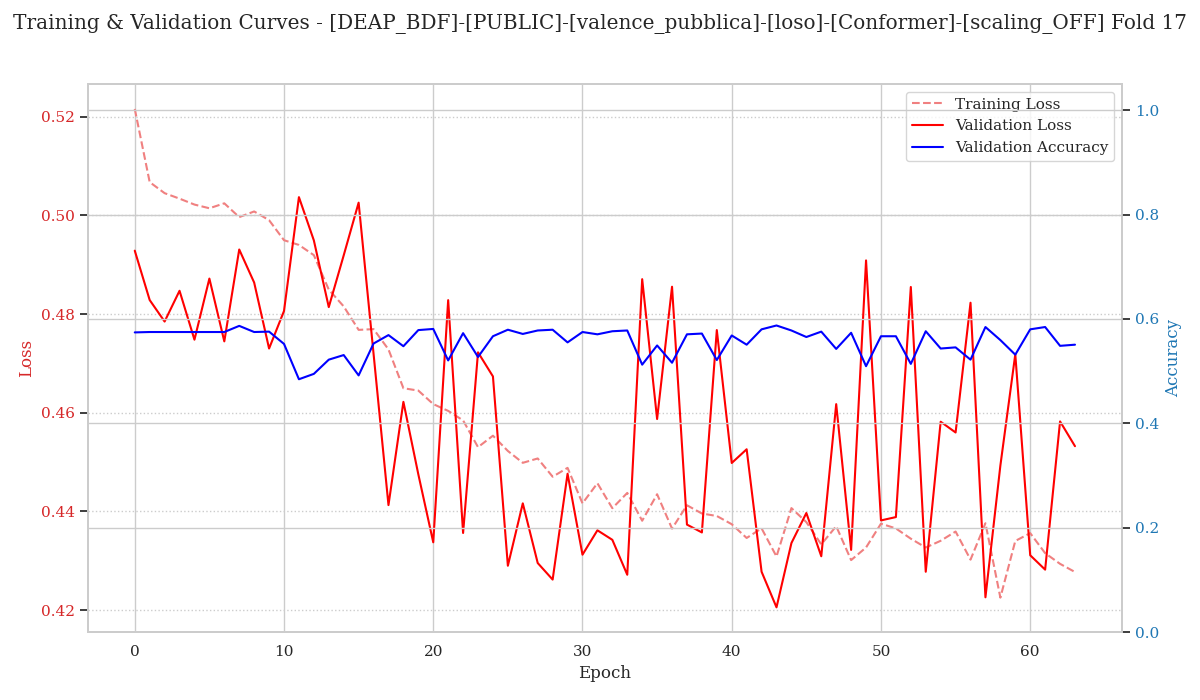 Training & Validation Curves - [DEAP_BDF]-[PUBLIC]-[valence_pubblica]-[loso]-[Conformer]-[scaling_OFF] Fold 17
Training Loss
Validation Loss
Validation Accuracy
0.52
0.50
0.48
0.46
0.44
0.42
Loss
1.0
0.8
0.6
0.4
0.2
0.0
Accuracy
0 10 20 30 40 50 60
Epoch